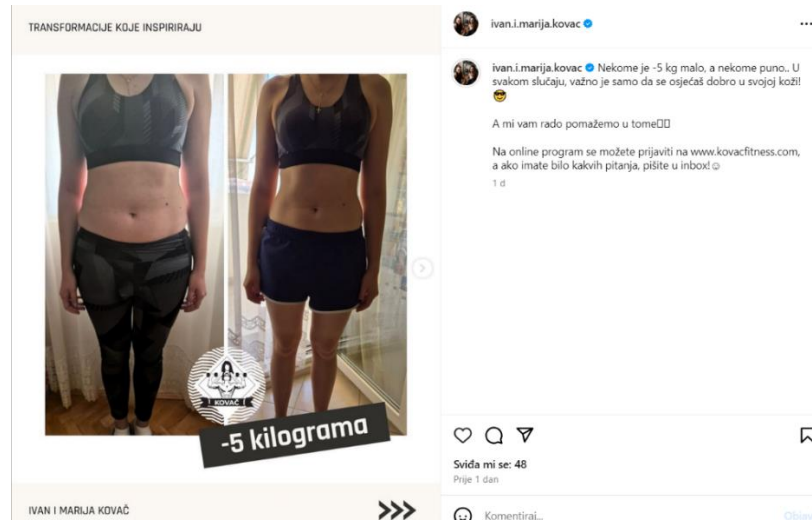 TRANSFORMACIJE KOJE INSPIRIRAJU
KOVAČ
-5 kilograma
IVAN I MARIJA KOVAČ
ivan.i.marija.kovac
ivan.i.marija.kovac Nekome je -5 kg malo, a nekome puno.. U
svakom slučaju, važno je samo da se osjećaš dobro u svojoj koži!
A mi vam rado pomažemo u tome
Na online program se možete prijaviti na www.kovacfitness.com,
a ako imate bilo kakvih pitanja, pišite u inbox!
1 d
Sviđa mi se: 48
Prije 1 dan
Komentiraj...